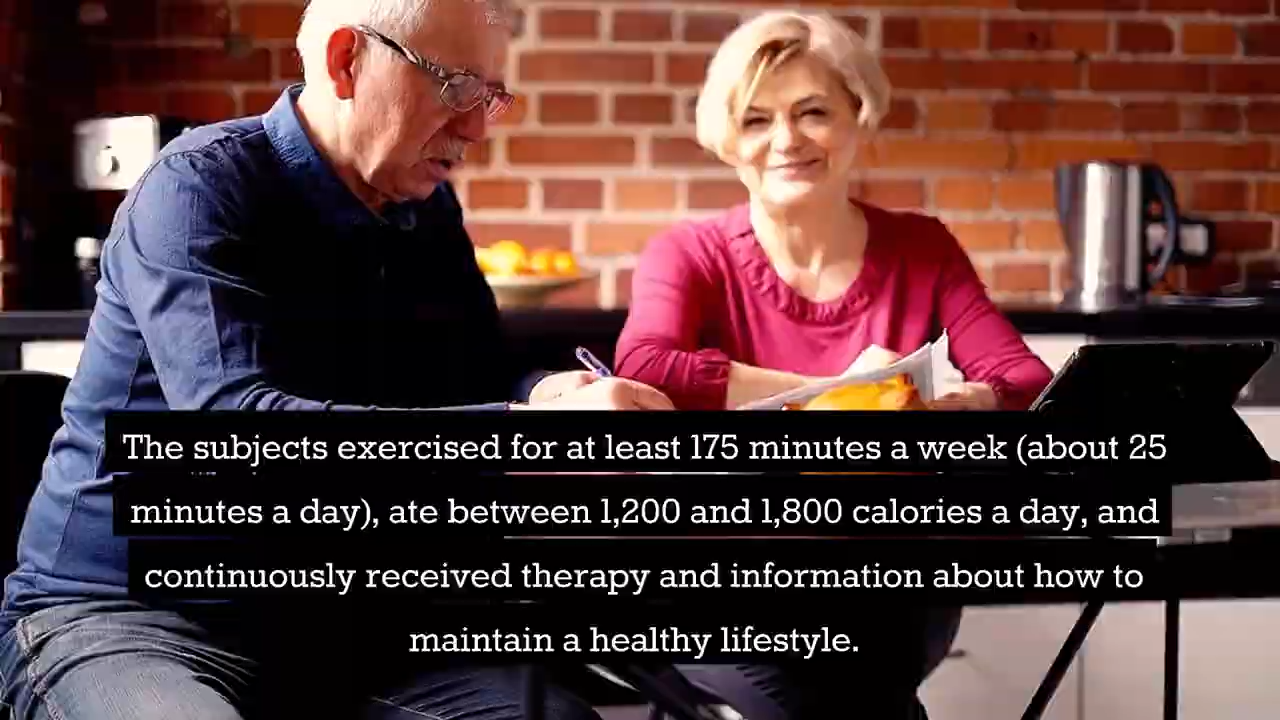 The subjects exercised for at least 175 minutes a week (about 25
minutes a day), ate between 1,200 and 1,800 calories a day, and
continuously received therapy and information about how to
maintain a healthy lifestyle.